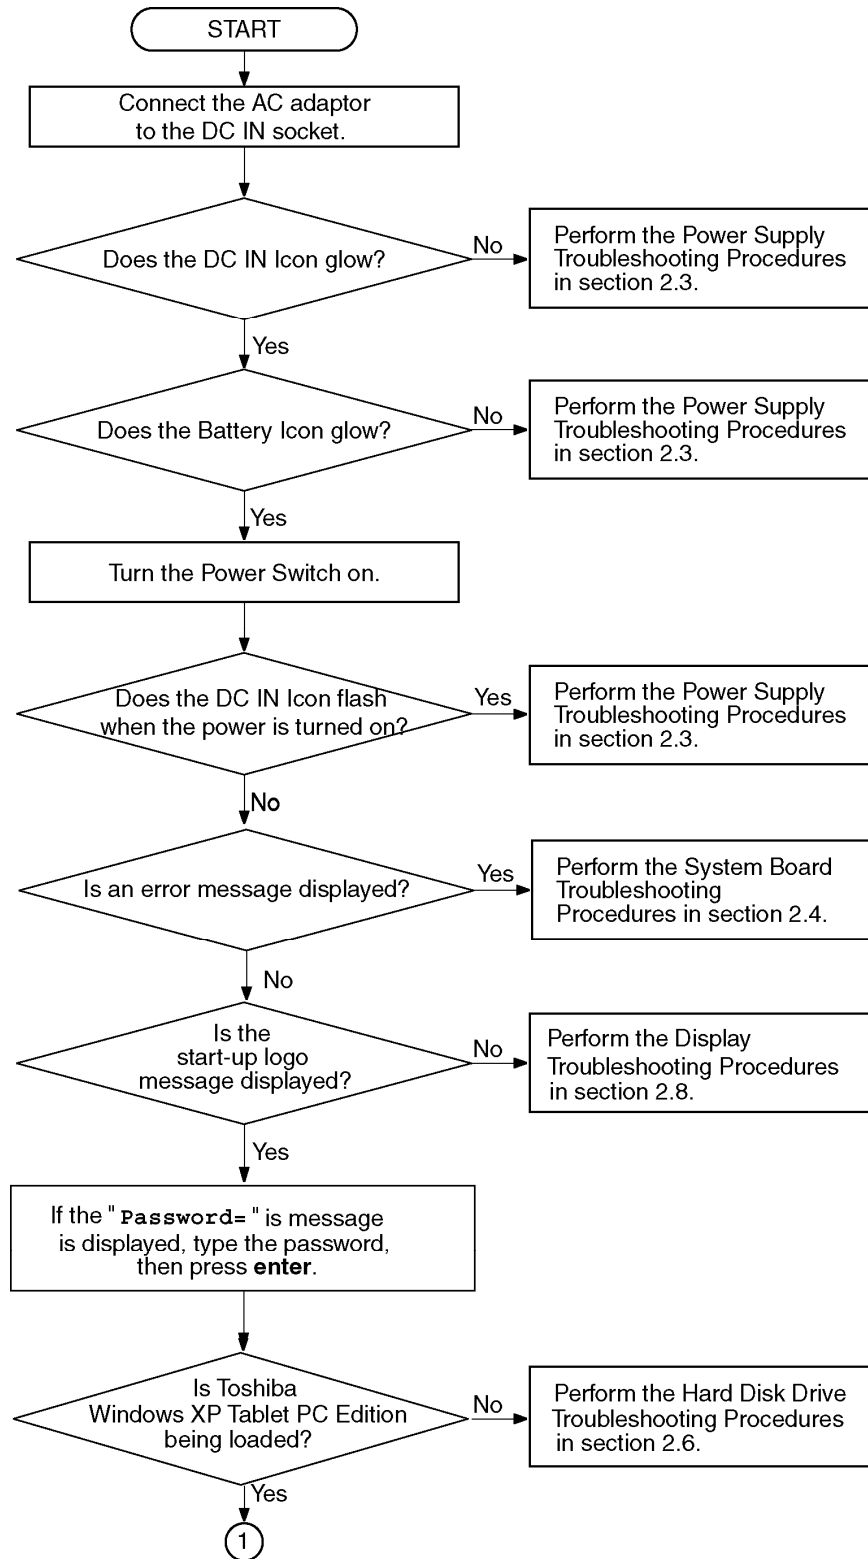 START
Connect the AC adaptor
to the DC IN socket.
Does the DC IN Icon glow?
No
Perform the Power Supply
Troubleshooting Procedures
in section 2.3.
Yes
Does the Battery Icon glow?
No
Perform the Power Supply
Troubleshooting Procedures
in section 2.3.
Yes
Turn the Power Switch on.
Does the DC IN Icon flash
when the power is turned on?
Yes
Perform the Power Supply
Troubleshooting Procedures
in section 2.3.
No
Is an error message displayed?
Yes
Perform the System Board
Troubleshooting
Procedures in section 2.4.
No
Is the
start-up logo
message displayed?
No
Perform the Display
Troubleshooting Procedures
in section 2.8.
Yes
If the " Password= " is message
is displayed, type the password,
then press enter.
Is Toshiba
Windows XP Tablet PC Edition
being loaded?
No
Perform the Hard Disk Drive
Troubleshooting Procedures
in section 2.6.
Yes
1